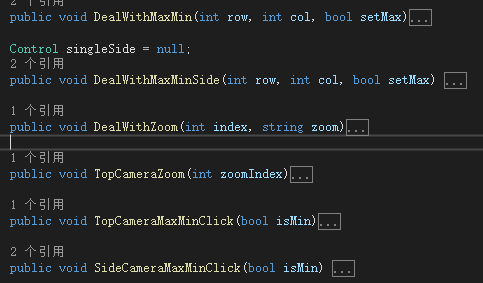 2 个引用
public void DealWithMaxMin(int row, int col, bool setMax)...
Control singleSide = null;
2 个引用
public void DealWithMaxMinSide(int row, int col, bool setMax) ...
1 个引用
public void DealWithZoom(int index, string zoom)...
1 个引用
public void TopCameraZoom(int zoomIndex)...
1 个引用
public void TopCameraMaxMinClick(bool isMin)...
2 个引用
public void SideCameraMaxMinClick(bool isMin) ...